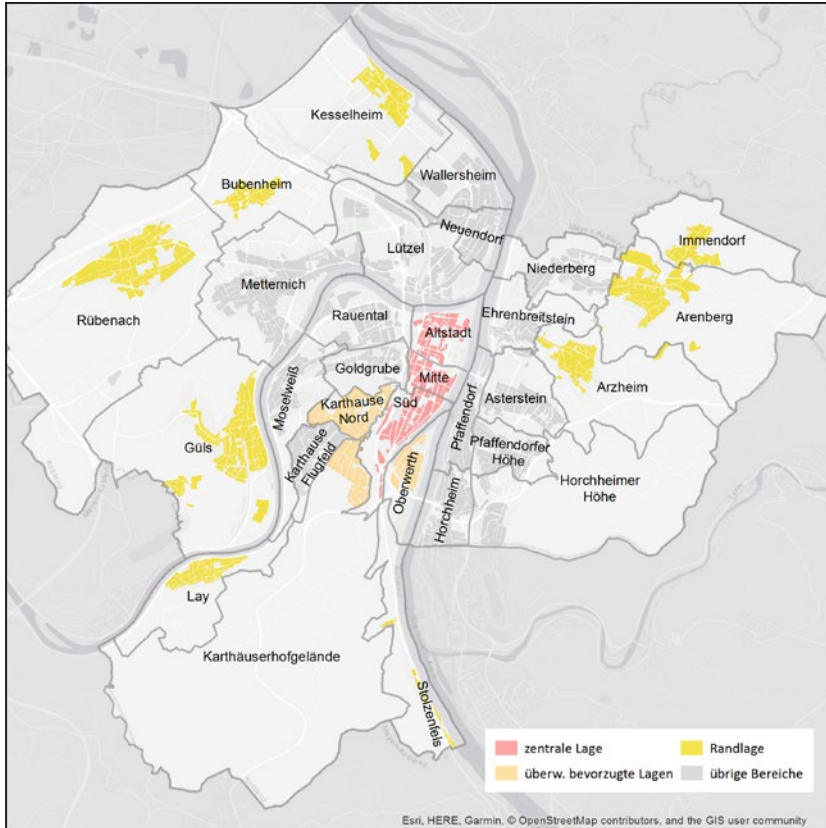 Kesselheim
Wallersheim
Bubenheim
Neuendorf
Immendorf
Lützel
Niederberg
Metternich
Rübenach
Rauental
Altstadt
Ehrenbreitstein
Arenberg
Goldgrube
Mitte
Arzheim
Moselweiß
Karthause
Nord
Süd
Pfaffendorf
Asterstein
Güls
Karthause
Flugfeld
Oberwerth
Pfaffendorfer
Höhe
Horchheim
Horchheimer
Höhe
Lay
Karthäuserhofgelände
Stolzenfels
zentrale Lage
Randlage
überw. bevorzugte Lagen
übrige Bereiche
Esri, HERE, Garmin, © OpenStreetMap contributors, and the GIS user community